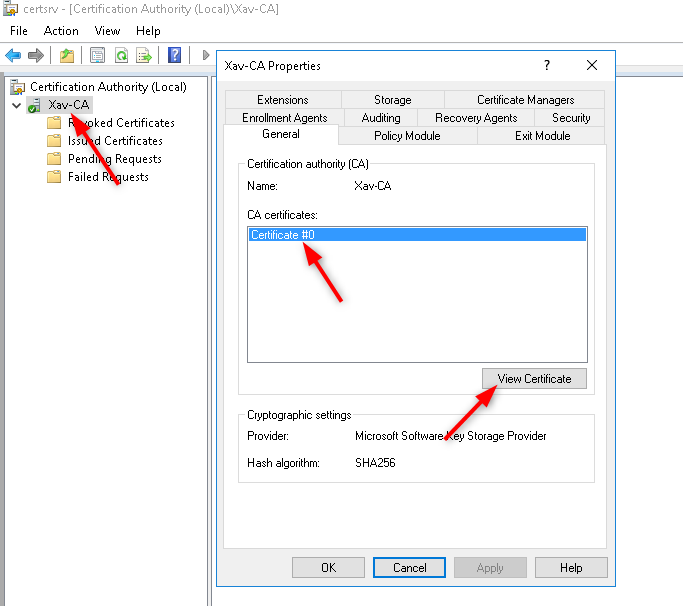 certsrv - [Certification Authority (Local)\Xav-CA]
File Action View Help
Certification Authority (Local)
Xav-CA
Revoked Certificates
Issued Certificates
Pending Requests
Failed Requests
Xav-CA Properties
Extensions Storage Certificate Managers
Enrollment Agents Auditing Recovery Agents Security
General Policy Module Exit Module
Certification authority (CA)
Name: Xav-CA
CA certificates:
Certificate #0
View Certificate
Cryptographic settings
Provider: Microsoft Software Key Storage Provider
Hash algorithm: SHA256
OK Cancel Apply Help